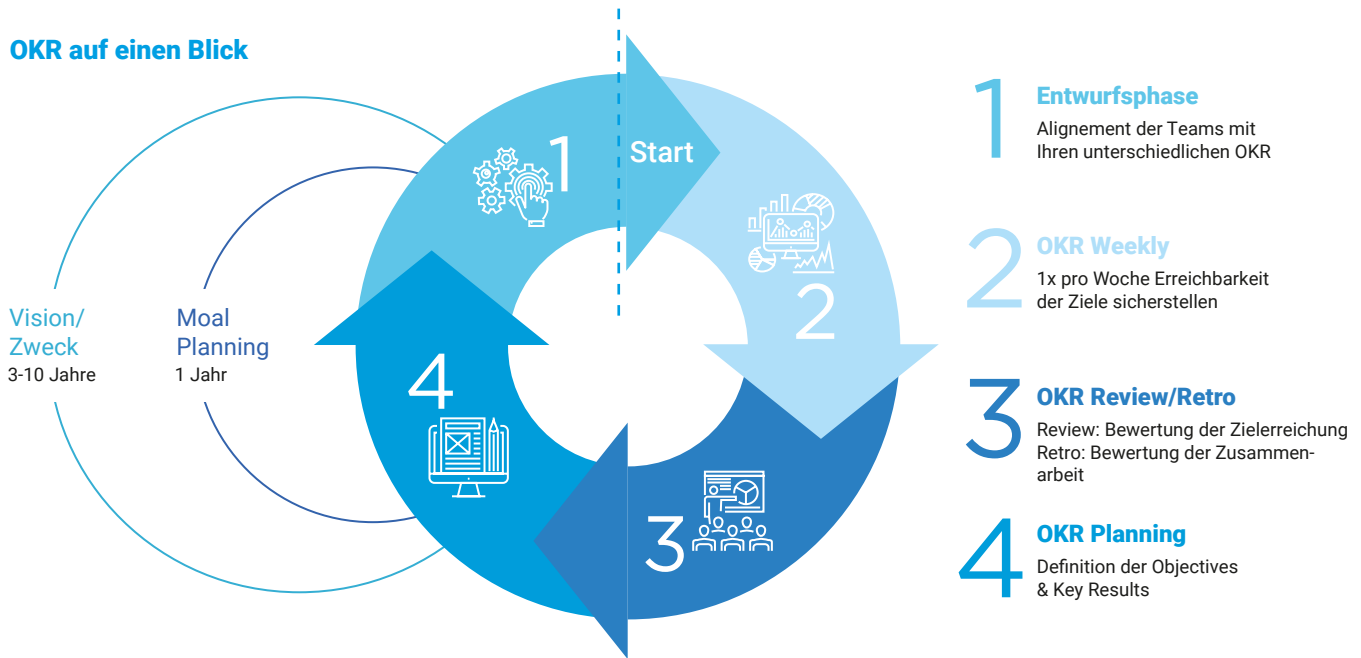 OKR auf einen Blick
Vision/
Zweck
3-10 Jahre
Moal
Planning
1 Jahr
1
Start
2
3
4
1
Entwurfsphase
Alignement der Teams mit
Ihren unterschiedlichen OKR
2
OKR Weekly
1x pro Woche Erreichbarkeit
der Ziele sicherstellen
3
OKR Review/Retro
Review: Bewertung der Zielerreichung
Retro: Bewertung der Zusammen-
arbeit
4
OKR Planning
Definition der Objectives
& Key Results